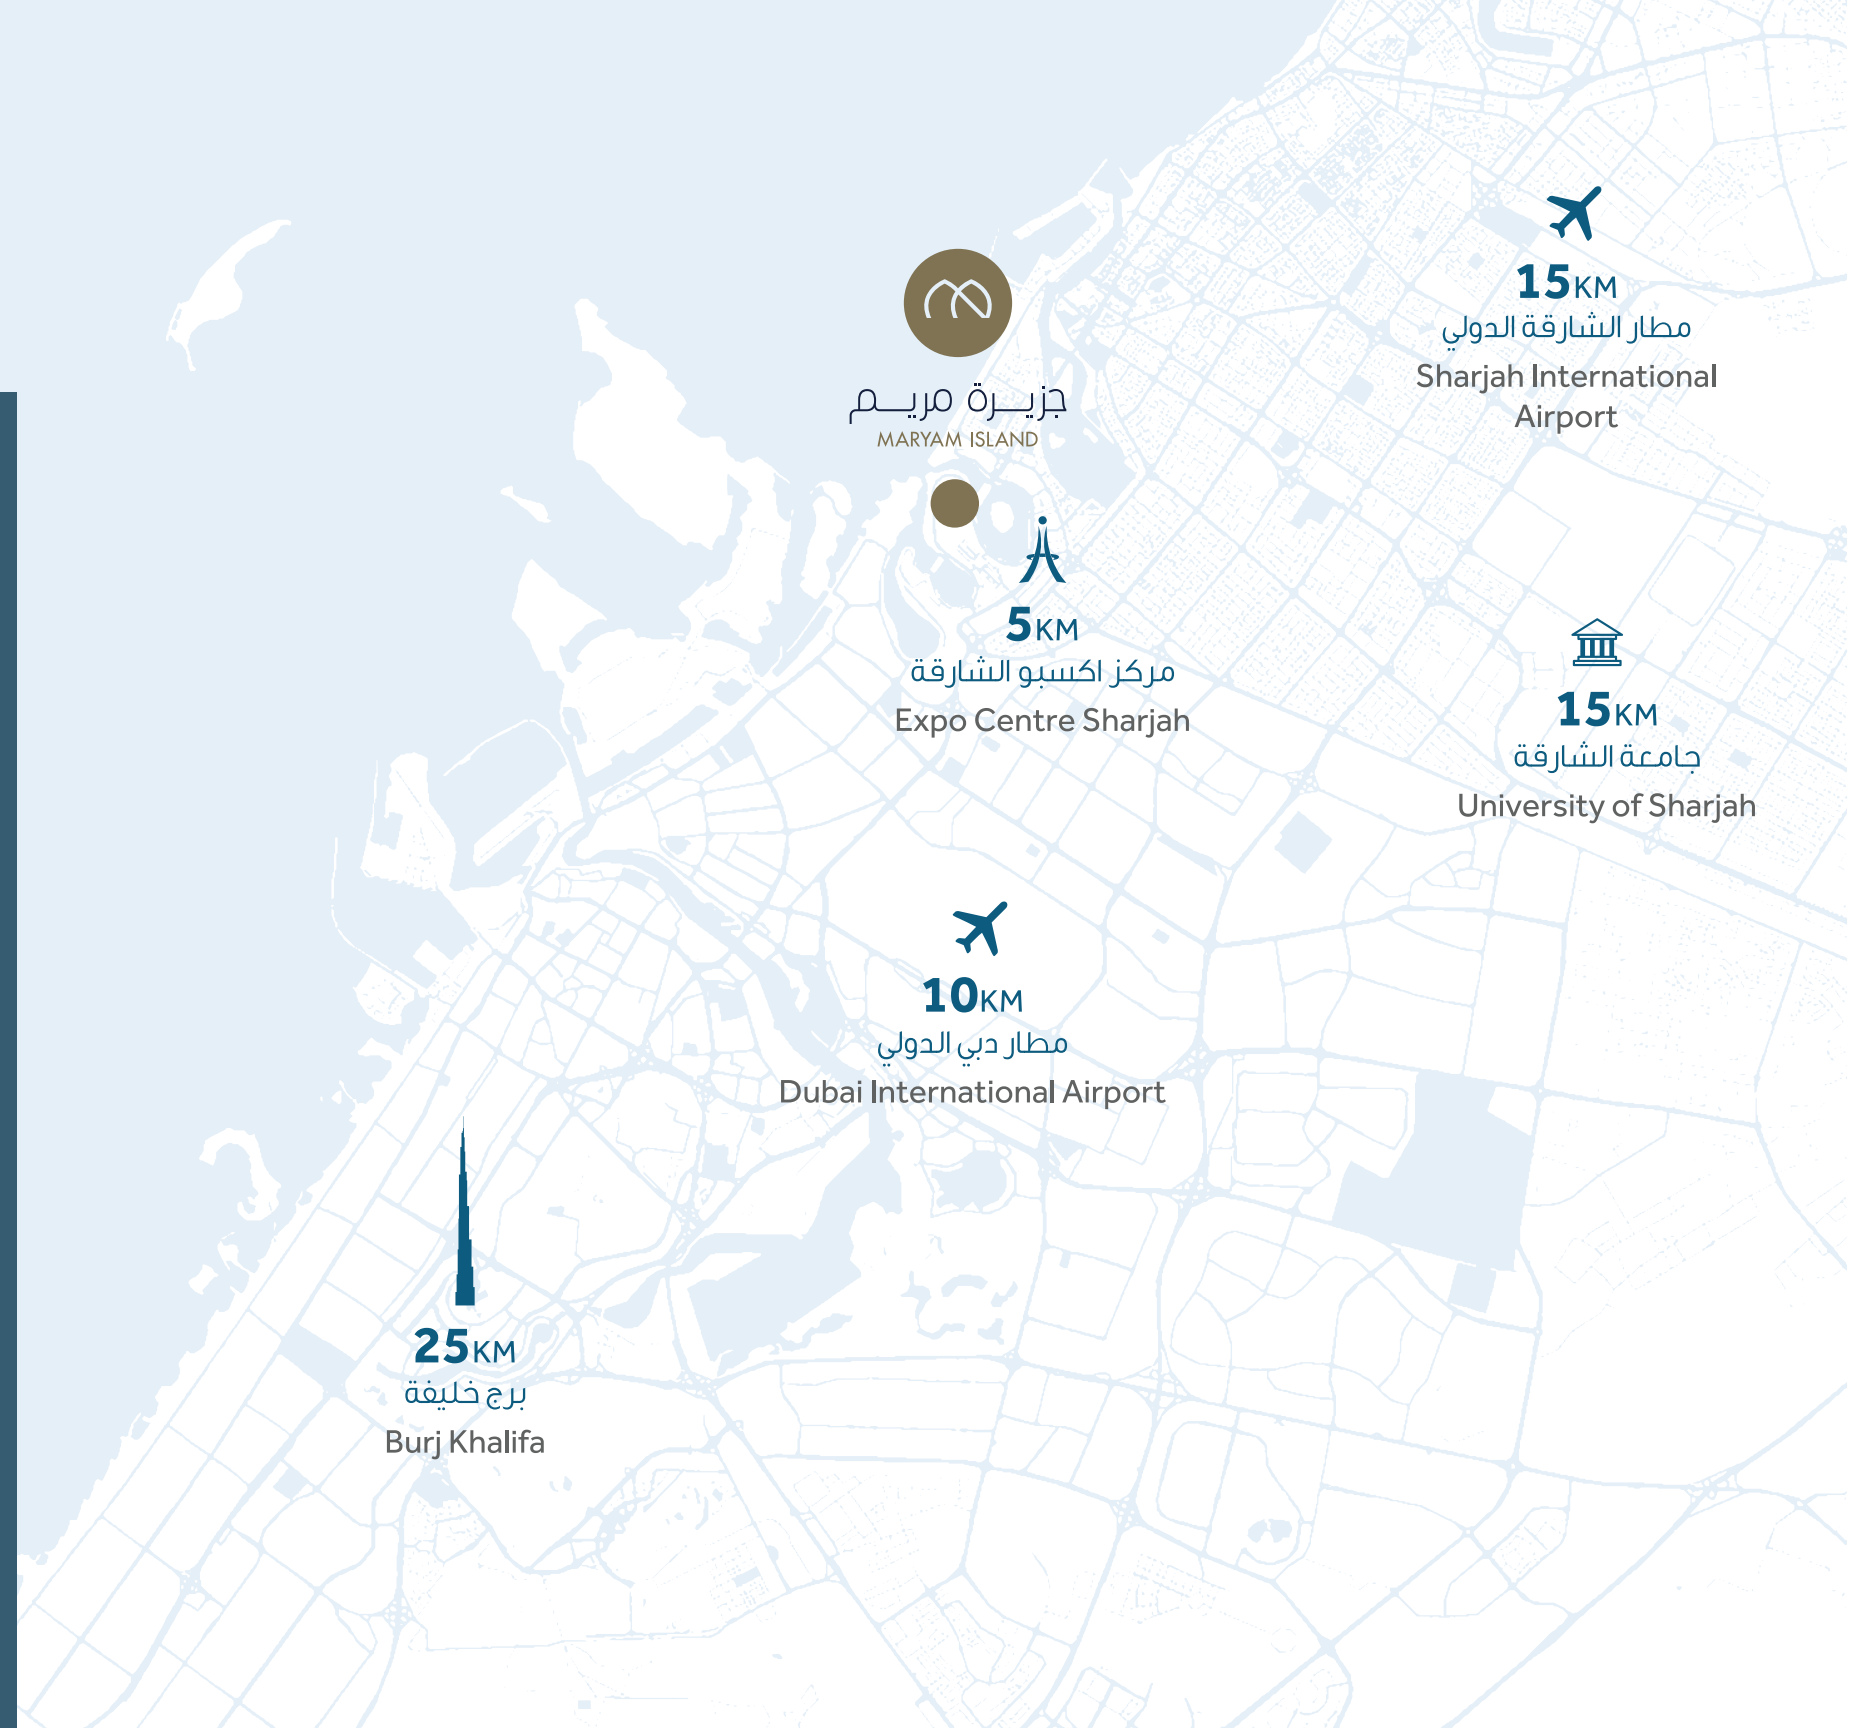 جزيــرة مريــم
MARYAM ISLAND
15KM
مطار الشارقة الدولي
Sharjah International
Airport
5KM
مركز اكسبو الشارقة
Expo Centre Sharjah
15KM
جامعة الشارقة
University of Sharjah
10KM
مطار دبي الدولي
Dubai International Airport
25KM
برج خليفة
Burj Khalifa